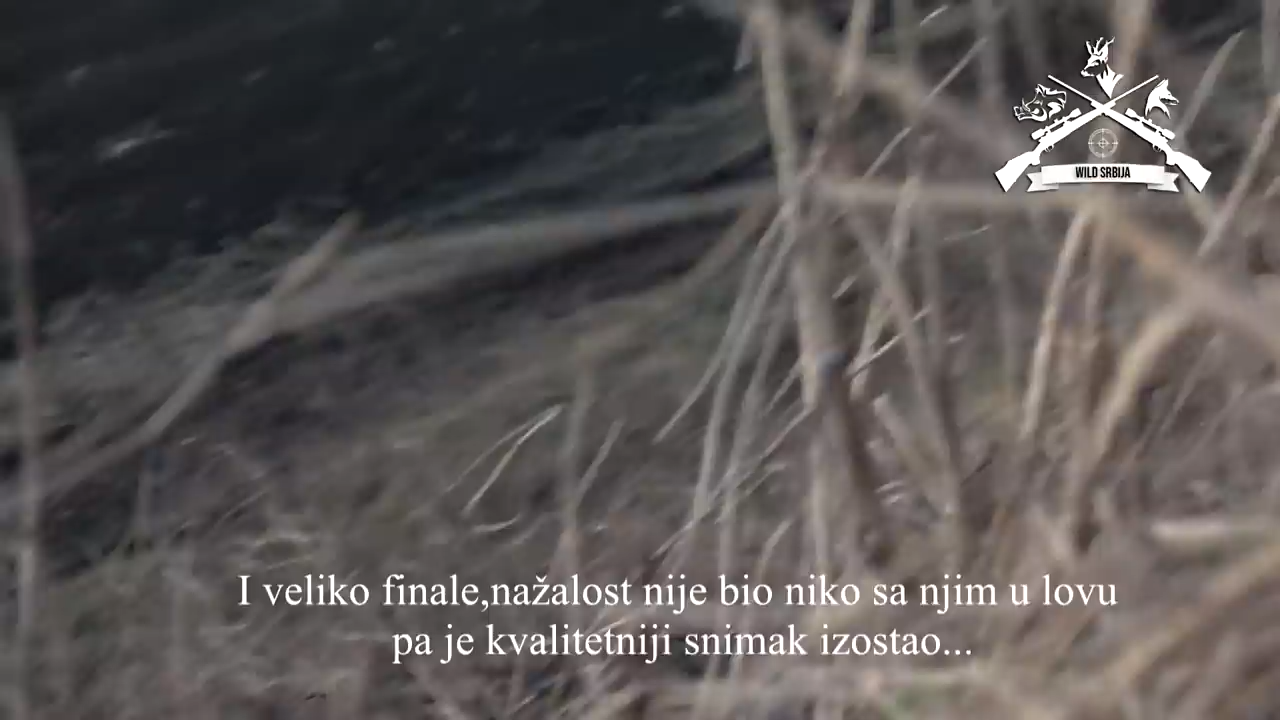 WILD SRBIJA
I veliko finale,nažalost nije bio niko sa njim u lovu
pa je kvalitetniji snimak izostao...